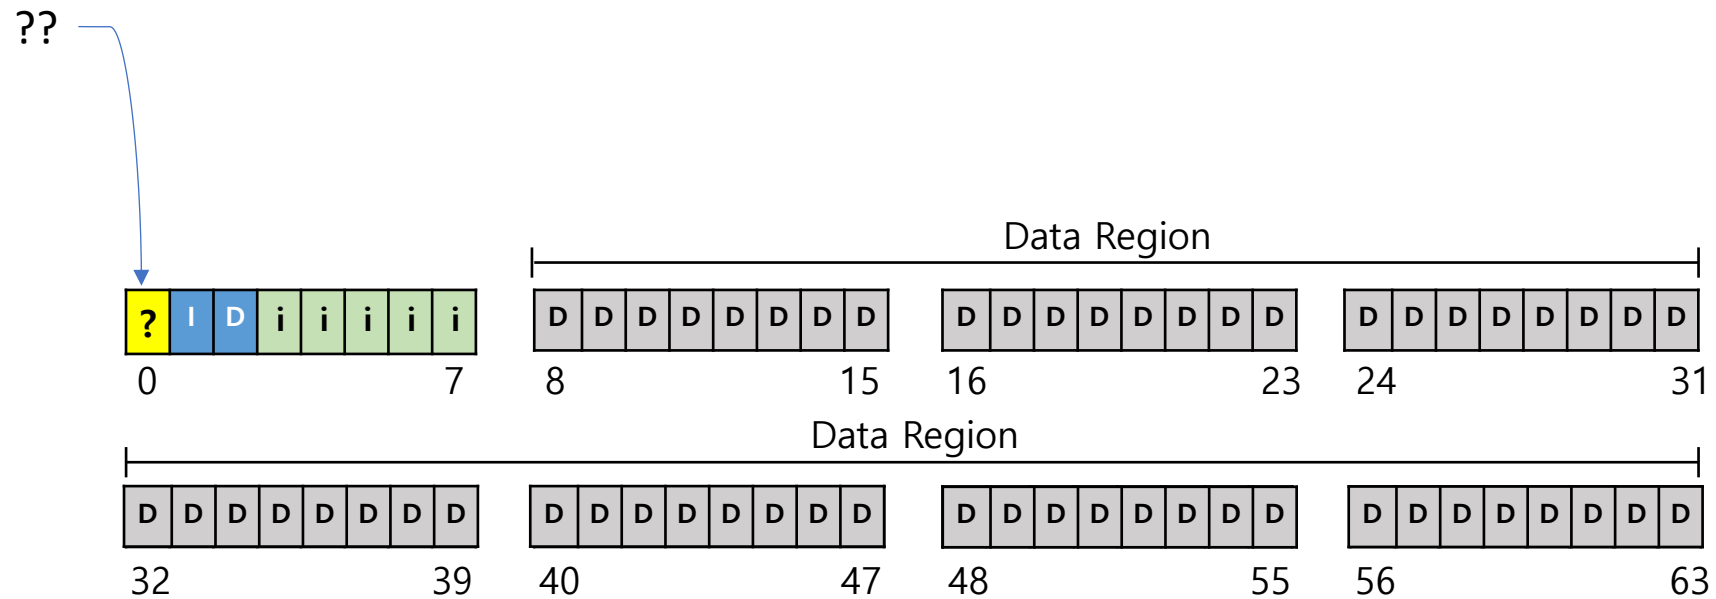 ??
Data Region
? I D i i i i i D D D D D D D D D D D D D D D D D D D D D D D D
0 7 8 15 16 23 24 31
Data Region
D D D D D D D D D D D D D D D D D D D D D D D D D D D D D D D D
32 39 40 47 48 55 56 63